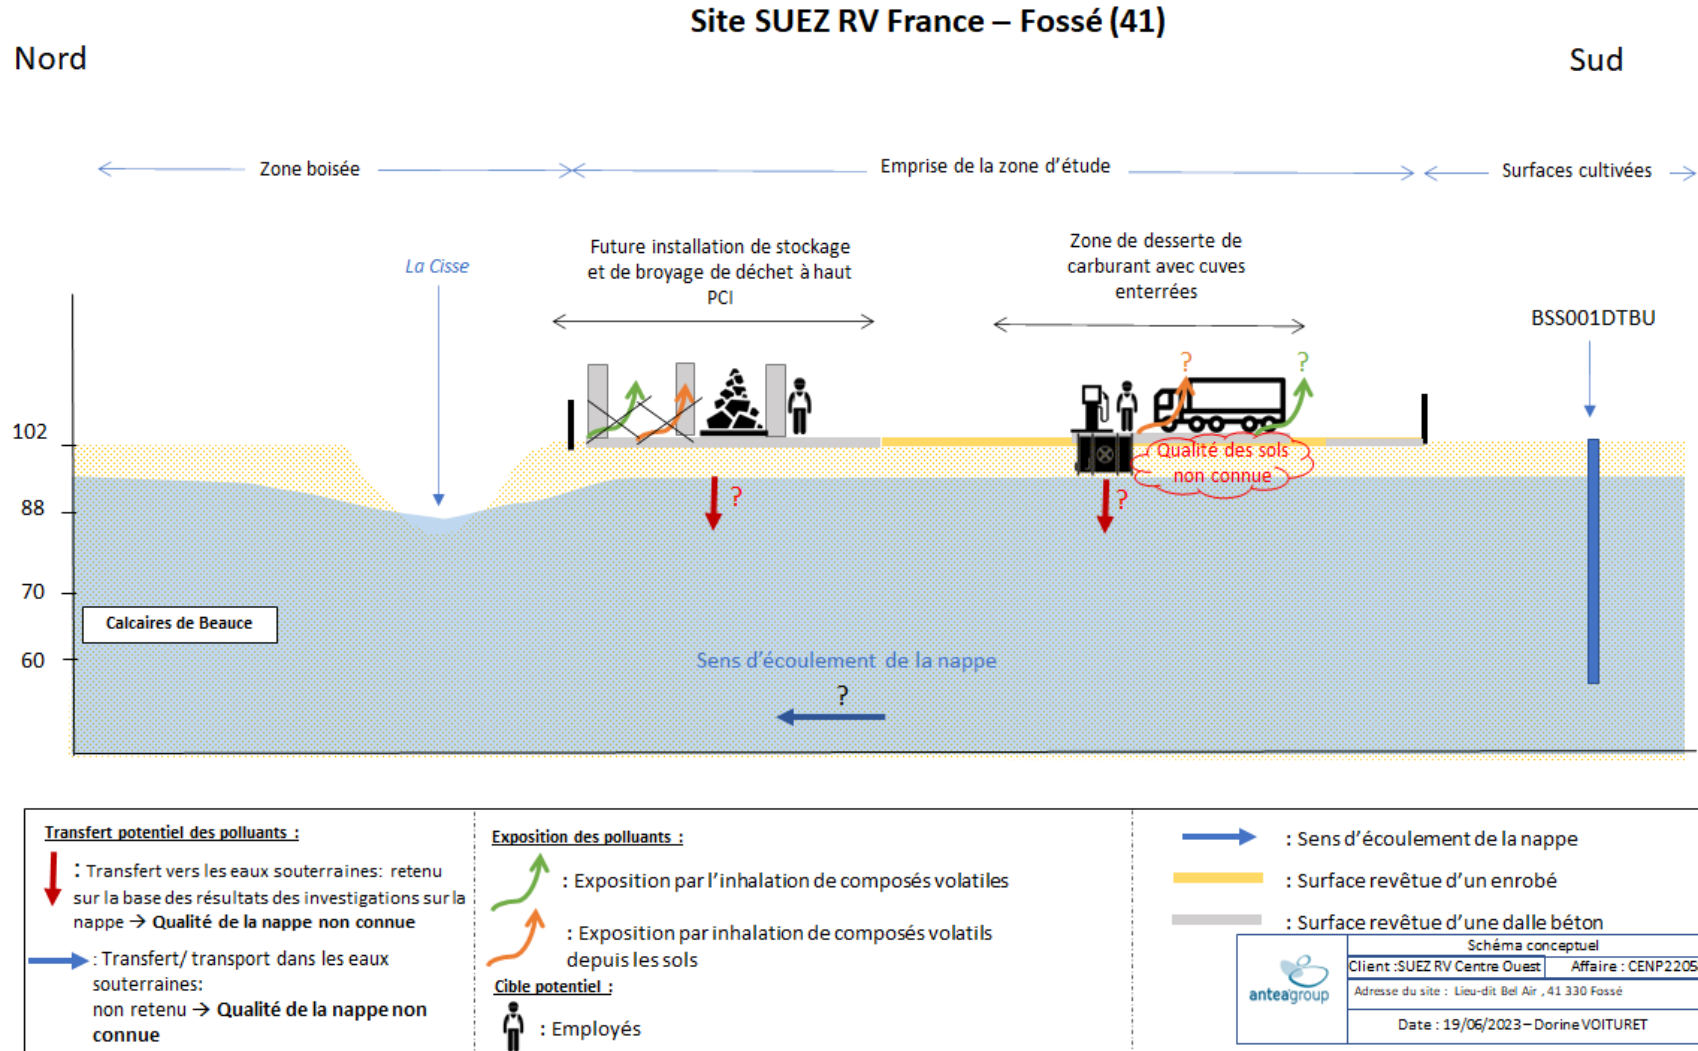 Site SUEZ RV France – Fossé (41)
Nord
Sud
Zone boisée
Emprise de la zone d'étude
Surfaces cultivées
Future installation de stockage
et de broyage de déchet à haut
PCI
Zone de desserte de
carburant avec cuves
enterrées
La Cisse
BSS001DTBU
? ?
102
88
70
60
Qualité des sols
non connue
?
?
Calcaires de Beauce
Sens d'écoulement de la nappe
?
Transfert potentiel des polluants :
: Transfert vers les eaux souterraines: retenu
sur la base des résultats des investigations sur la
nappe → Qualité de la nappe non connue
: Transfert/ transport dans les eaux
souterraines:
non retenu → Qualité de la nappe non
connue
Exposition des polluants :
: Exposition par l'inhalation de composés volatiles
: Exposition par inhalation de composés volatils
depuis les sols
Cible potentiel :
: Employés
: Sens d'écoulement de la nappe
: Surface revêtue d'un enrobé
: Surface revêtue d'une dalle béton
anteagroup
Schéma conceptuel
Client :SUEZ RV Centre Ouest Affaire : CENP2205
Adresse du site : Lieu-dit Bel Air , 41 330 Fossé
Date : 19/06/2023– Dorine VOITURET